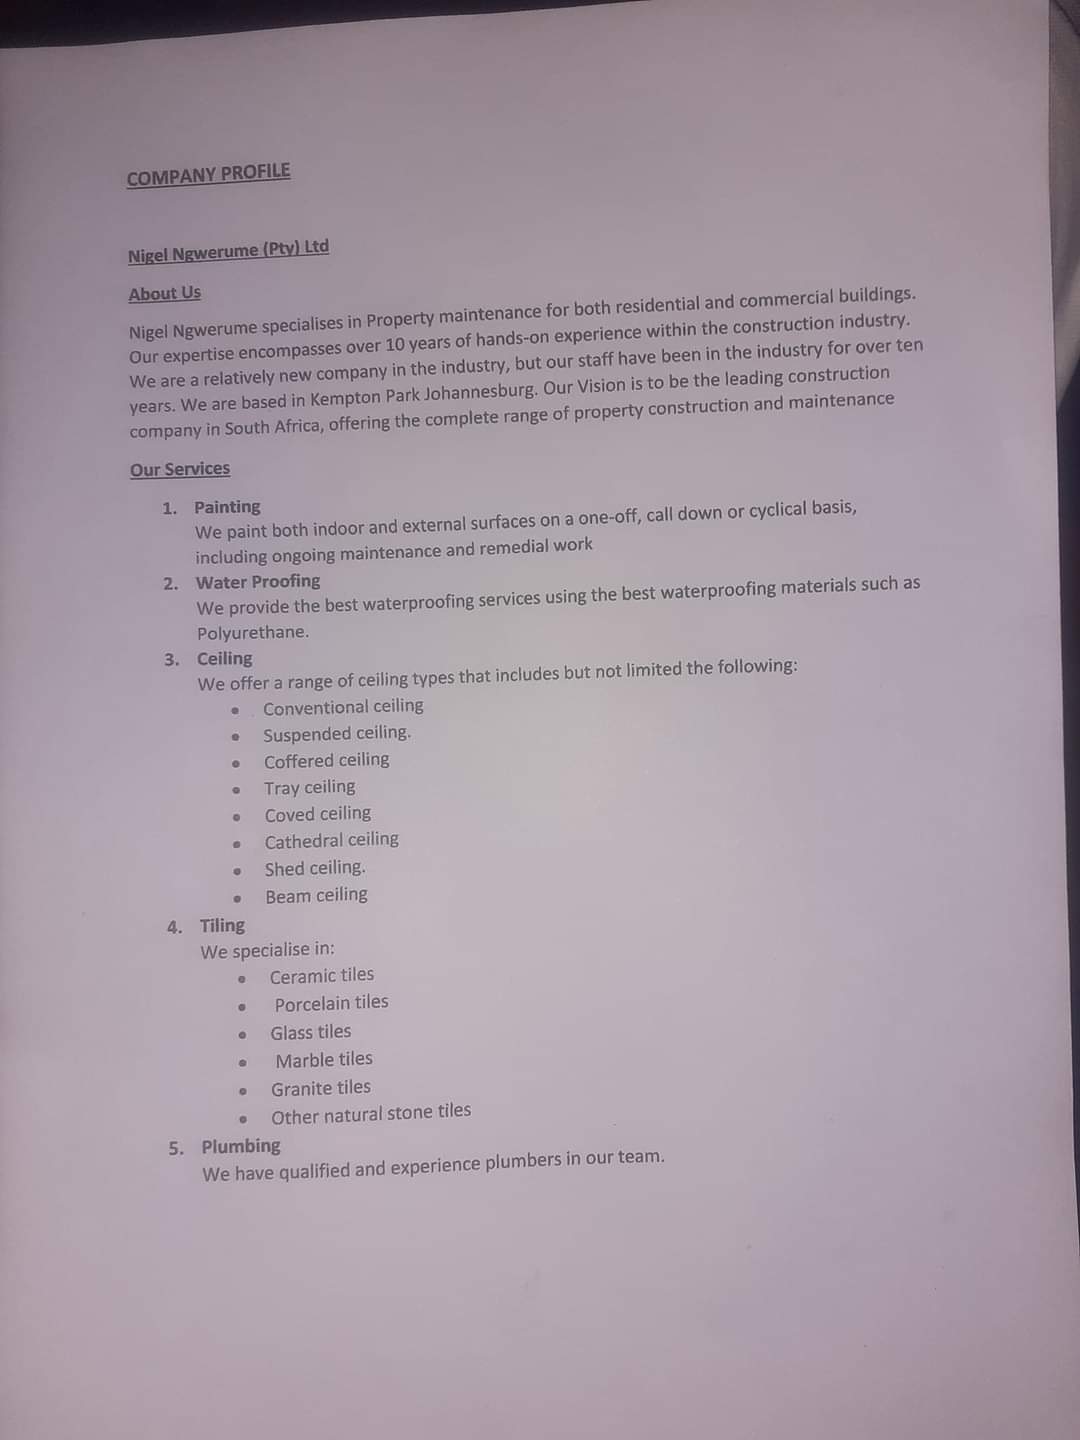 COMPANY PROFILE
Nigel Ngwerume (Pty) Ltd
About Us
Nigel Ngwerume specialises in Property maintenance for both residential and commercial buildings.
Our expertise encompasses over 10 years of hands-on experience within the construction industry.
We are a relatively new company in the industry, but our staff have been in the industry for over ten
years. We are based in Kempton Park Johannesburg. Our Vision is to be the leading construction
company in South Africa, offering the complete range of property construction and maintenance
Our Services
1. Painting
We paint both indoor and external surfaces on a one-off, call down or cyclical basis,
including ongoing maintenance and remedial work
2. Water Proofing
We provide the best waterproofing services using the best waterproofing materials such as
Polyurethane.
3. Ceiling
We offer a range of ceiling types that includes but not limited the following:
• Conventional ceiling
• Suspended ceiling.
• Coffered ceiling
• Tray ceiling
• Coved ceiling
• Cathedral ceiling
• Shed ceiling.
• Beam ceiling
4. Tiling
We specialise in:
• Ceramic tiles
• Porcelain tiles
• Glass tiles
• Marble tiles
• Granite tiles
• Other natural stone tiles
5. Plumbing
We have qualified and experience plumbers in our team.